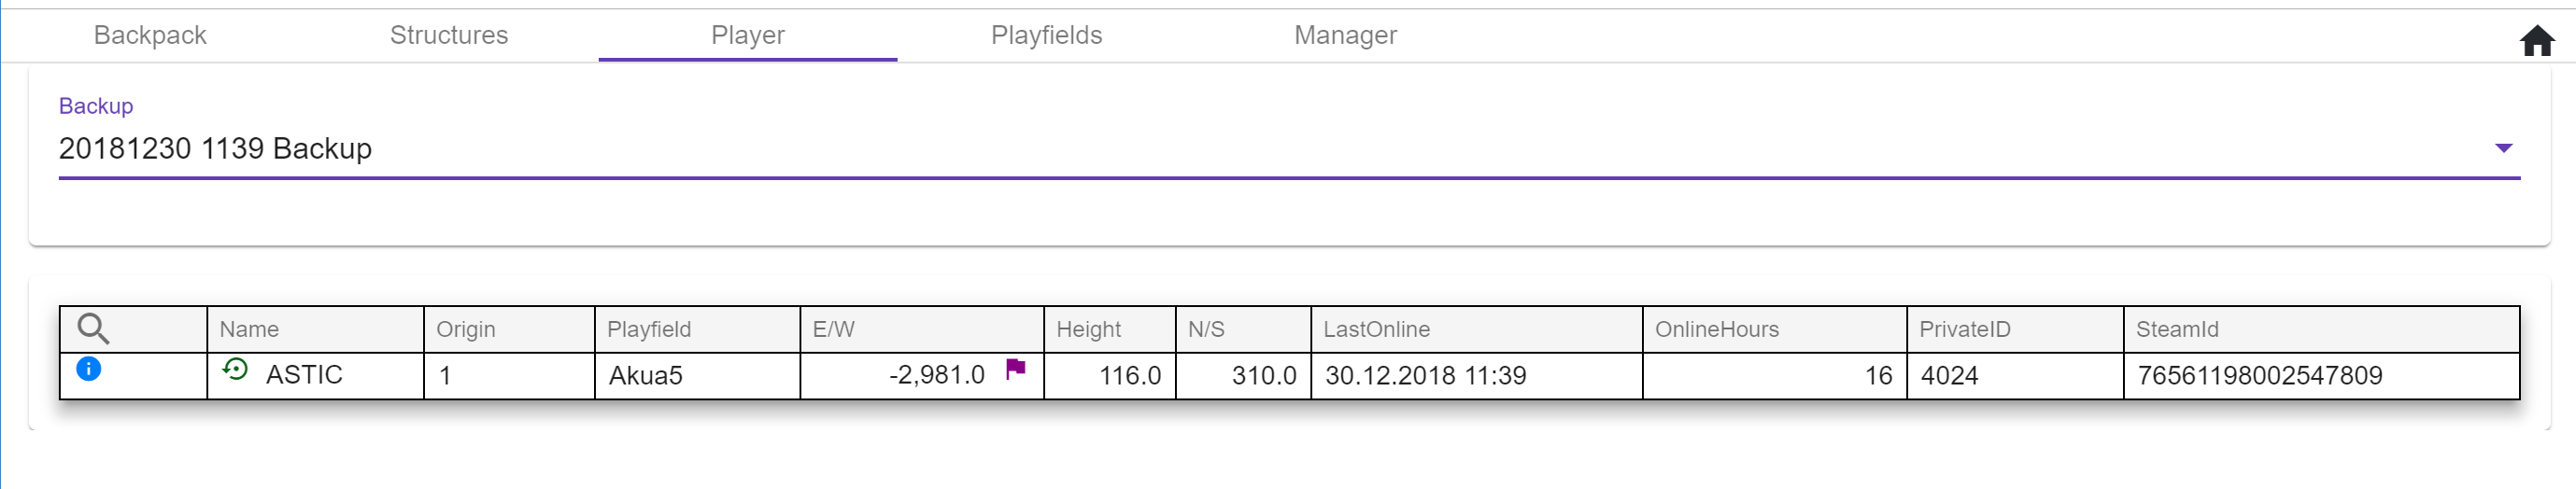 Backpack Structures Player Playfields Manager
Backup
20181230 1139 Backup
Name Origin Playfield E/W Height N/S LastOnline OnlineHours PrivateID SteamId
ASTIC 1 Akua5 -2,981.0 116.0 310.0 30.12.2018 11:39 16 4024 76561198002547809